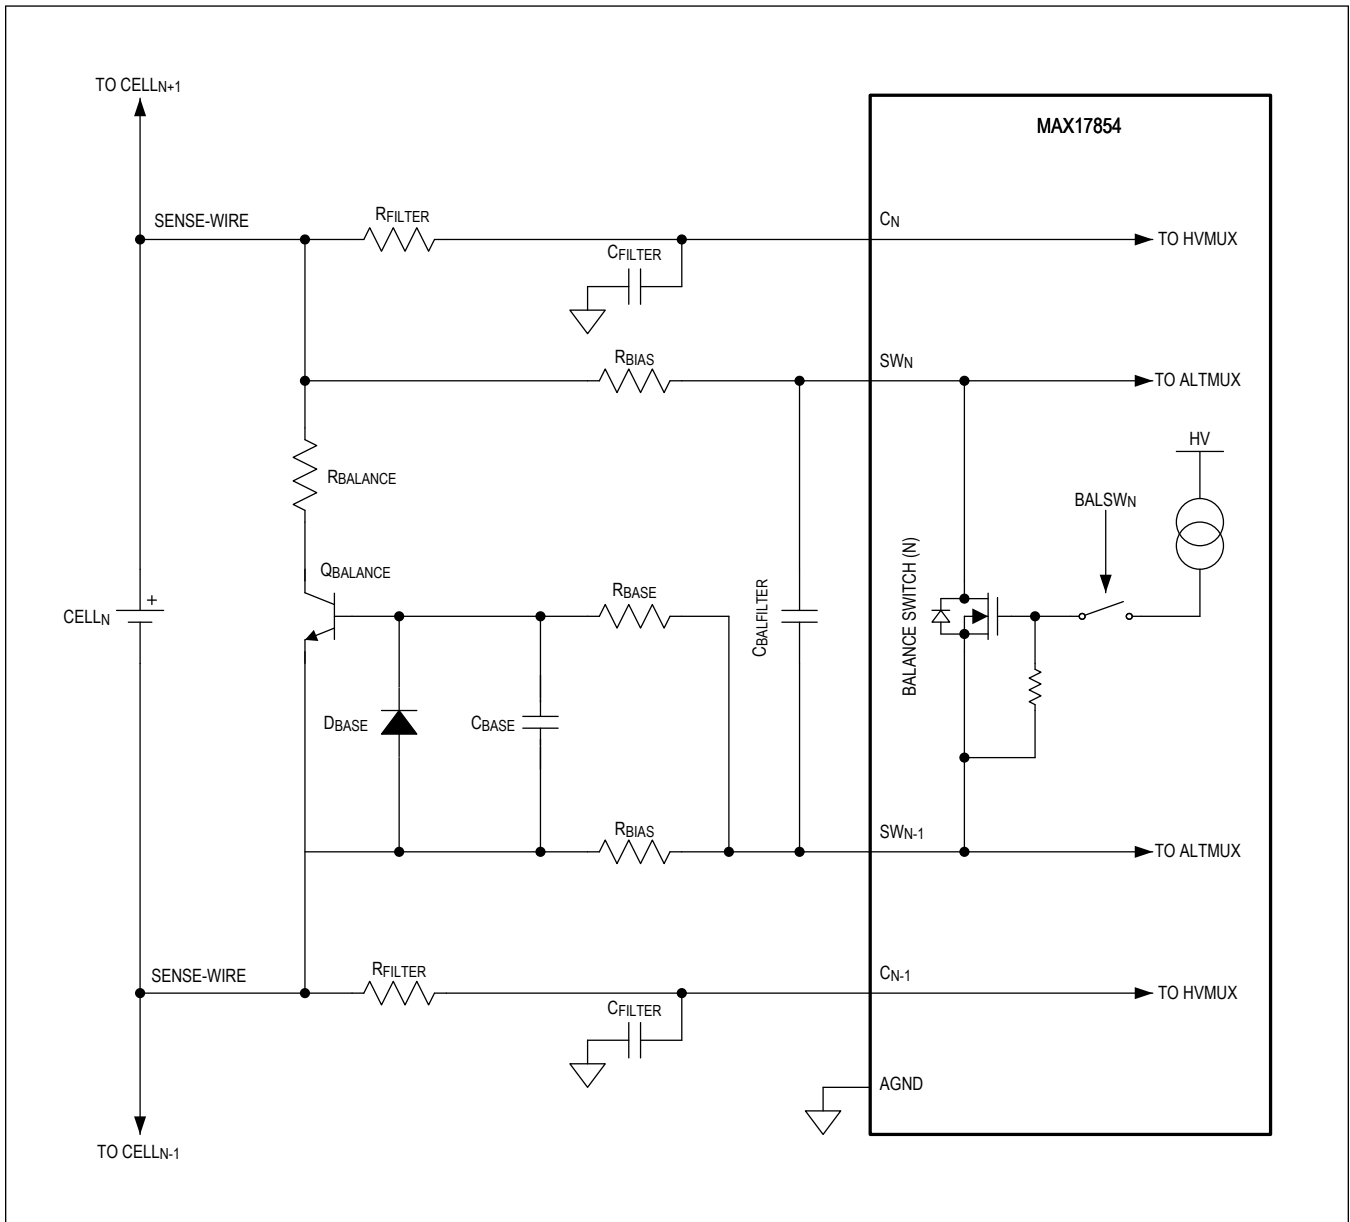 TO CELLN+1
MAX17854
SENSE-WIRE
RFILTER
CN
TO HVMUX
CFILTER
RBIAS
SWN
TO ALTMUX
HV
RBALANCE
BALSWN
QBALANCE
RBASE
CELLN
+
CBALFILTER
BALANCE SWITCH (N)
DBASE
CBASE
RBIAS
SWN-1
TO ALTMUX
SENSE-WIRE
RFILTER
CN-1
TO HVMUX
CFILTER
AGND
TO CELLN-1